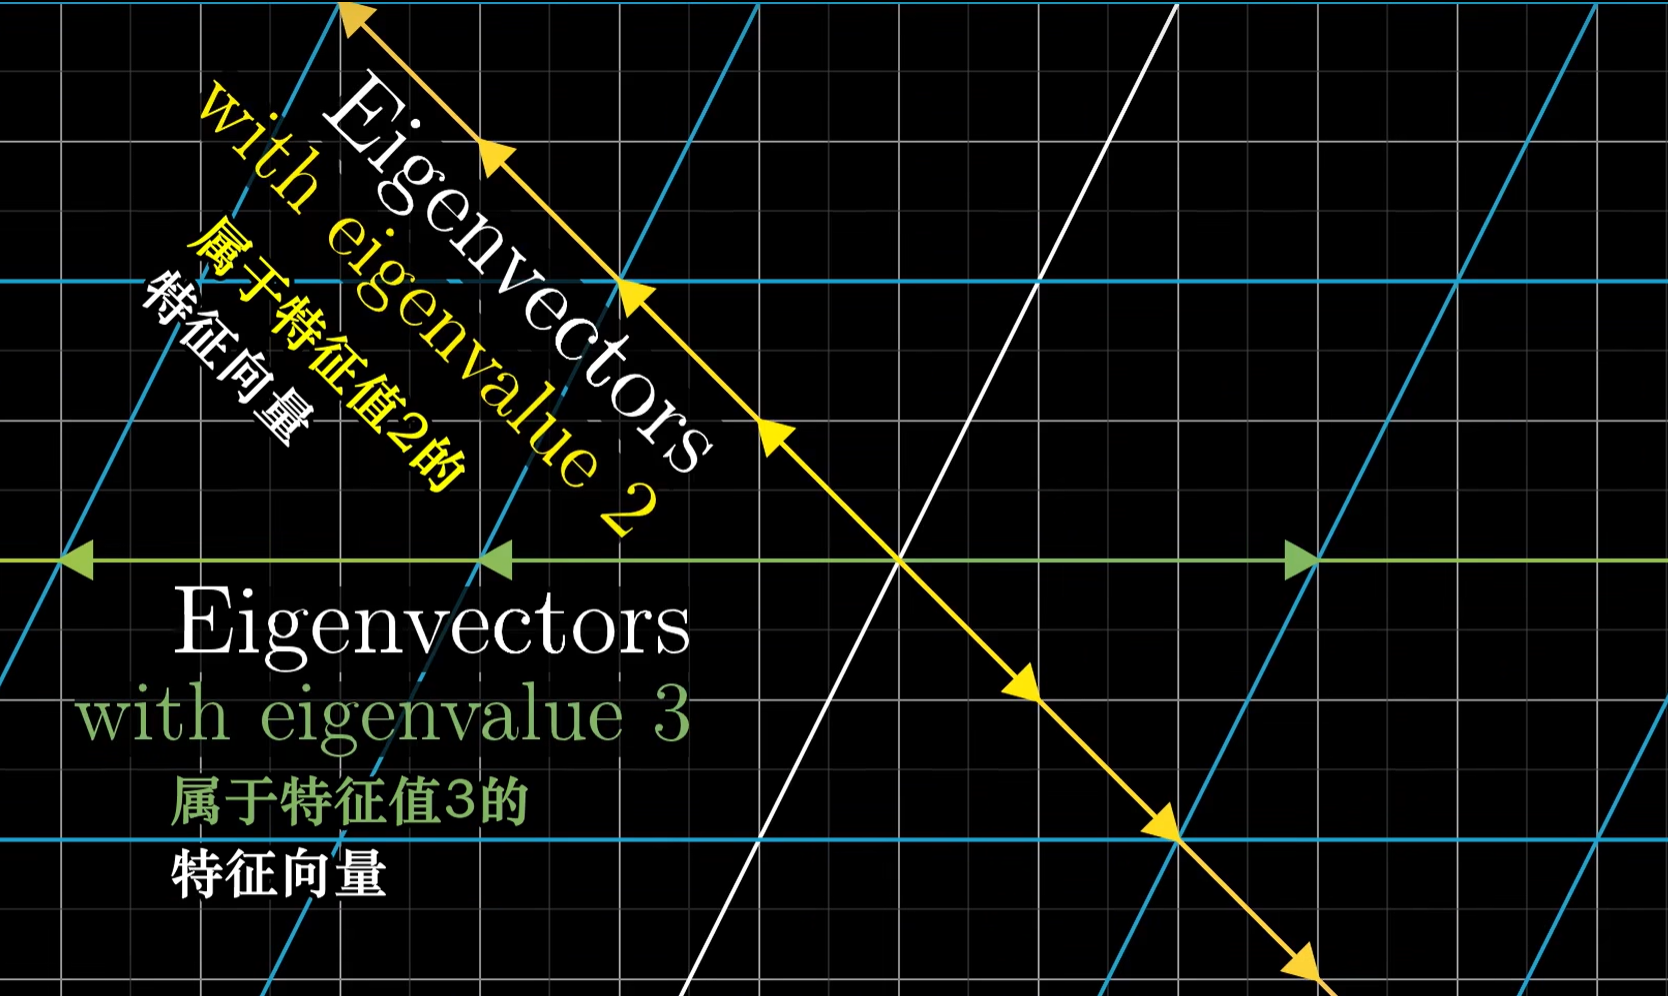 Eigenvectors
with eigenvalue 2
属于特征值2的
特征向量
Eigenvectors
with eigenvalue 3
属于特征值3的
特征向量